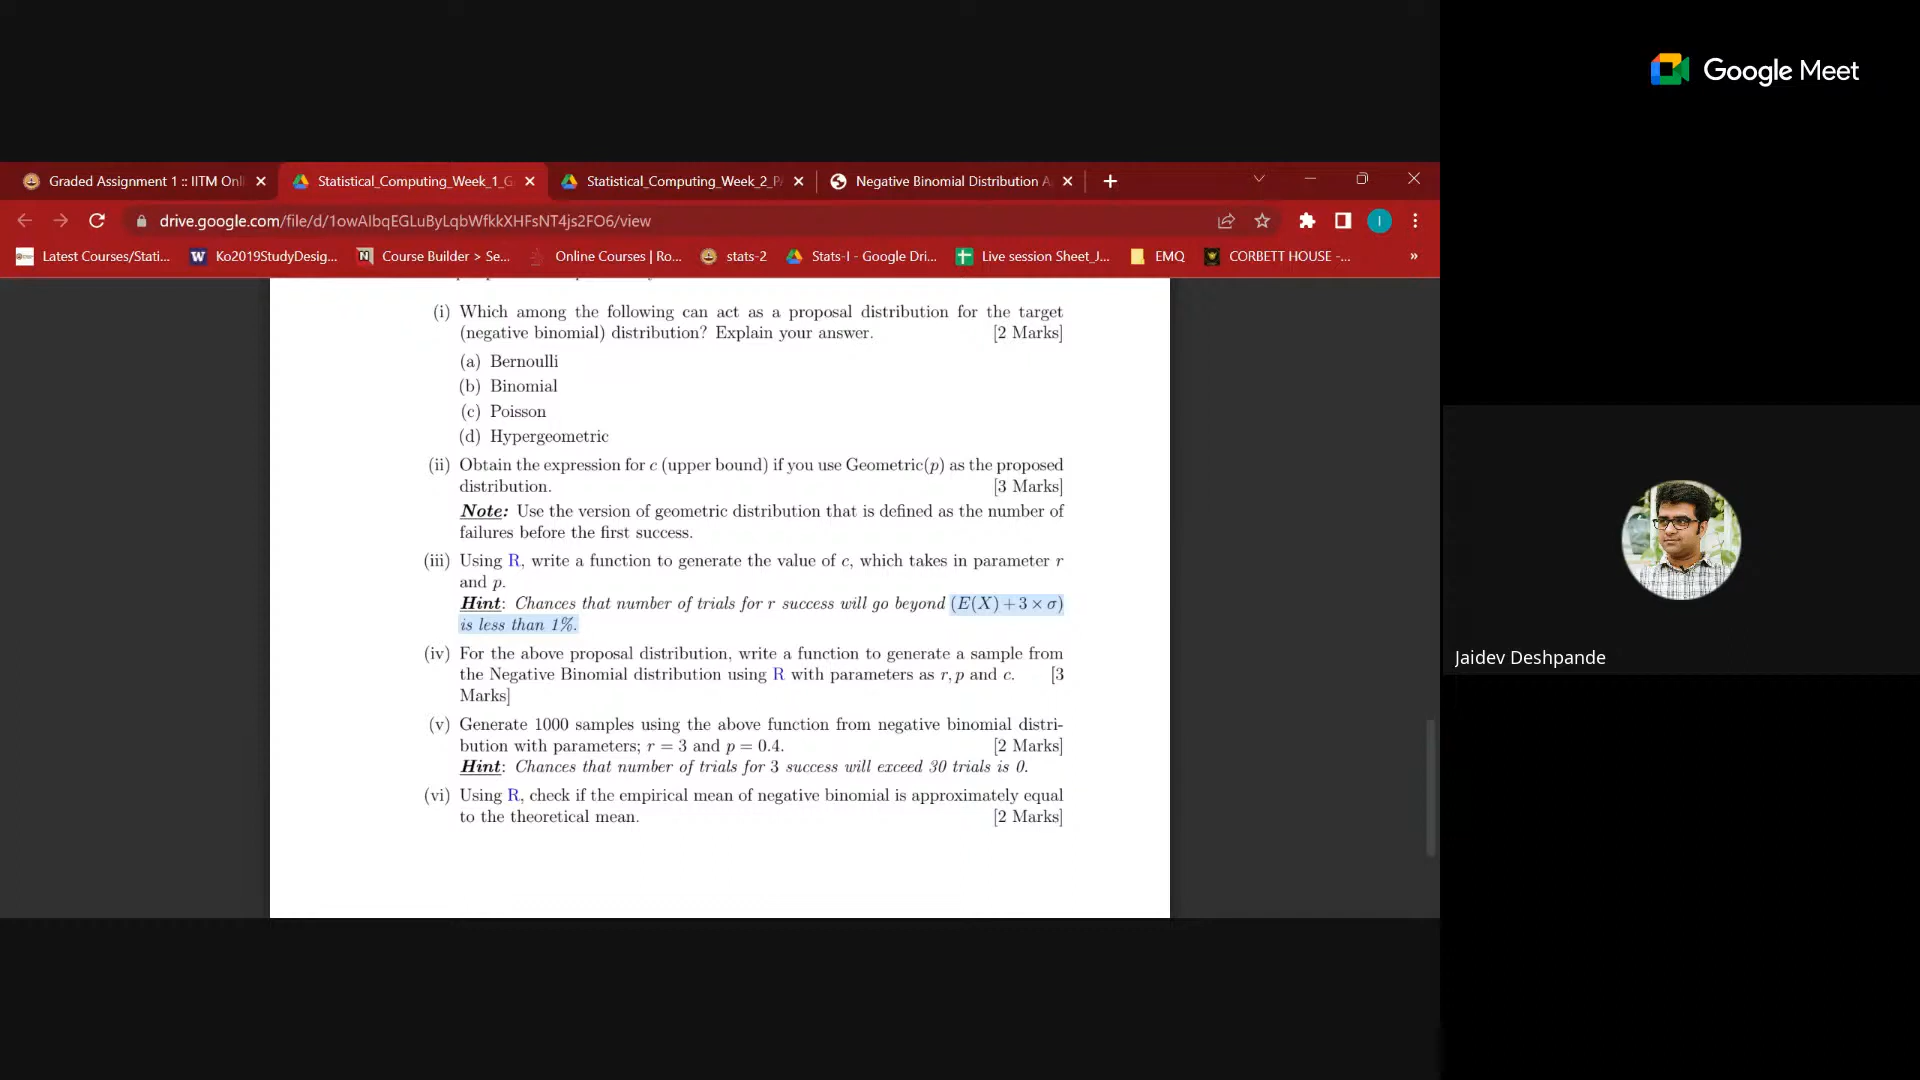 Google Meet
Graded Assignment 1 :: IITM Onl
Statistical_Computing_Week_1_G
Statistical_Computing_Week_2_P
Negative Binomial Distribution A
drive.google.com/file/d/1owAIbqEGLuByLqbWfkkXHFsNT4js2FO6/view
I
Latest Courses/Stati...
Ko2019StudyDesig...
Course Builder > Se...
Online Courses | Ro...
stats-2
Stats-I - Google Dri...
Live session Sheet_J...
EMQ
CORBETT HOUSE -...
»
(i) Which among the following can act as a proposal distribution for the target
(negative binomial) distribution? Explain your answer. [2 Marks]
(a) Bernoulli
(b) Binomial
(c) Poisson
(d) Hypergeometric
(ii) Obtain the expression for c (upper bound) if you use Geometric(p) as the proposed
distribution. [3 Marks]
Note: Use the version of geometric distribution that is defined as the number of
failures before the first success.
(iii) Using R, write a function to generate the value of c, which takes in parameter r
and p.
Hint: Chances that number of trials for r success will go beyond (E(X) + 3 × σ)
is less than 1%.
(iv) For the above proposal distribution, write a function to generate a sample from
the Negative Binomial distribution using R with parameters as r, p and c. [3
Marks]
(v) Generate 1000 samples using the above function from negative binomial distri-
bution with parameters; r = 3 and p = 0.4. [2 Marks]
Hint: Chances that number of trials for 3 success will exceed 30 trials is 0.
(vi) Using R, check if the empirical mean of negative binomial is approximately equal
to the theoretical mean. [2 Marks]
Jaidev Deshpande